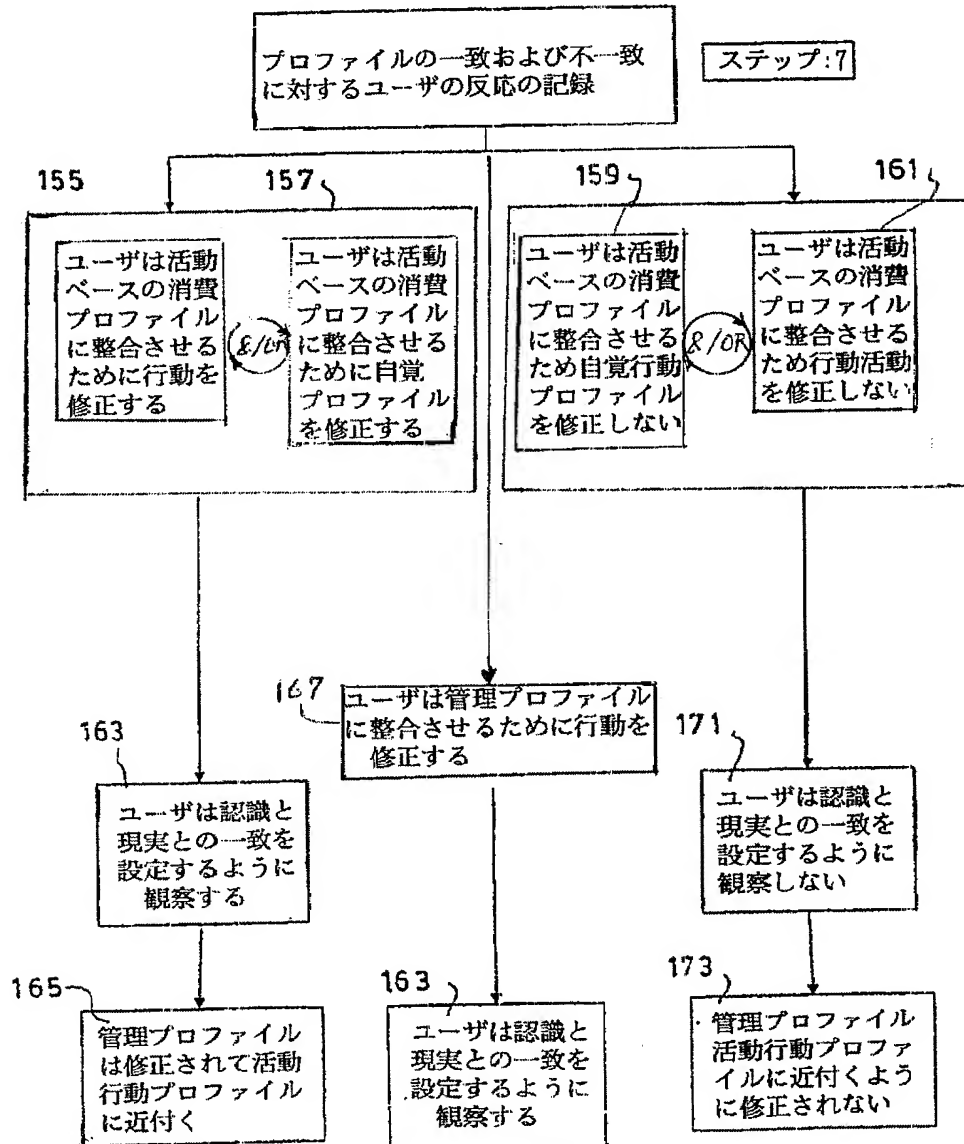 プロファイルの一致および不一致
に対するユーザの反応の記録
ステップ:7
155
157
159
161
ユーザは活動
ベースの消費
プロファイル
に整合させる
ために行動を
修正する
&/OR
ユーザは活動
ベースの消費
プロファイル
に整合させる
ために自覚
プロファイル
を修正する
ユーザは活動
ベースの消費
プロファイル
に整合させる
ため自覚行動
プロファイル
を修正しない
&/OR
ユーザは活動
ベースの消費
プロファイル
に整合させる
ため行動活動
を修正しない
167
ユーザは管理プロファイル
に整合させるために行動を
修正する
163
ユーザは認識と
現実との一致を
設定するように
観察する
171
ユーザは認識と
現実との一致を
設定するように
観察しない
165
管理プロファイル
は修正されて活動
行動プロファイル
に近付く
163
ユーザは認識と
現実との一致を
設定するように
観察する
173
管理プロファイル
活動行動プロファ
イルに近付くよう
に修正されない